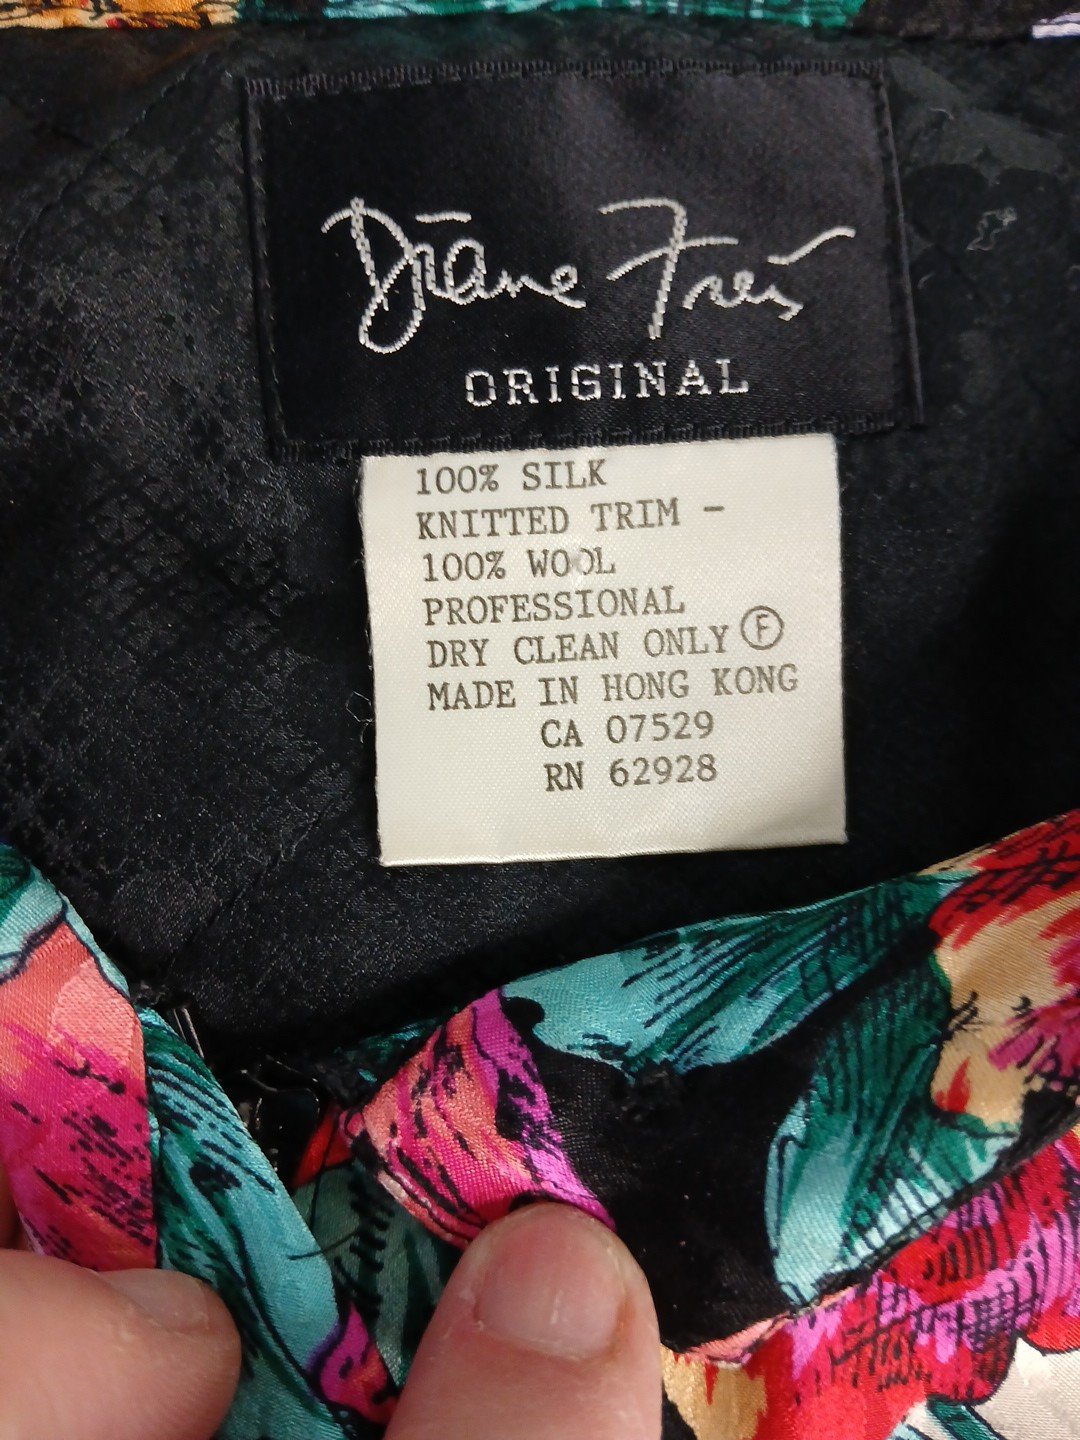 Diane Freis
ORIGINAL
100% SILK
KNITTED TRIM -
100% WOOL
PROFESSIONAL
DRY CLEAN ONLY Ⓕ
MADE IN HONG KONG
CA 07529
RN 62928